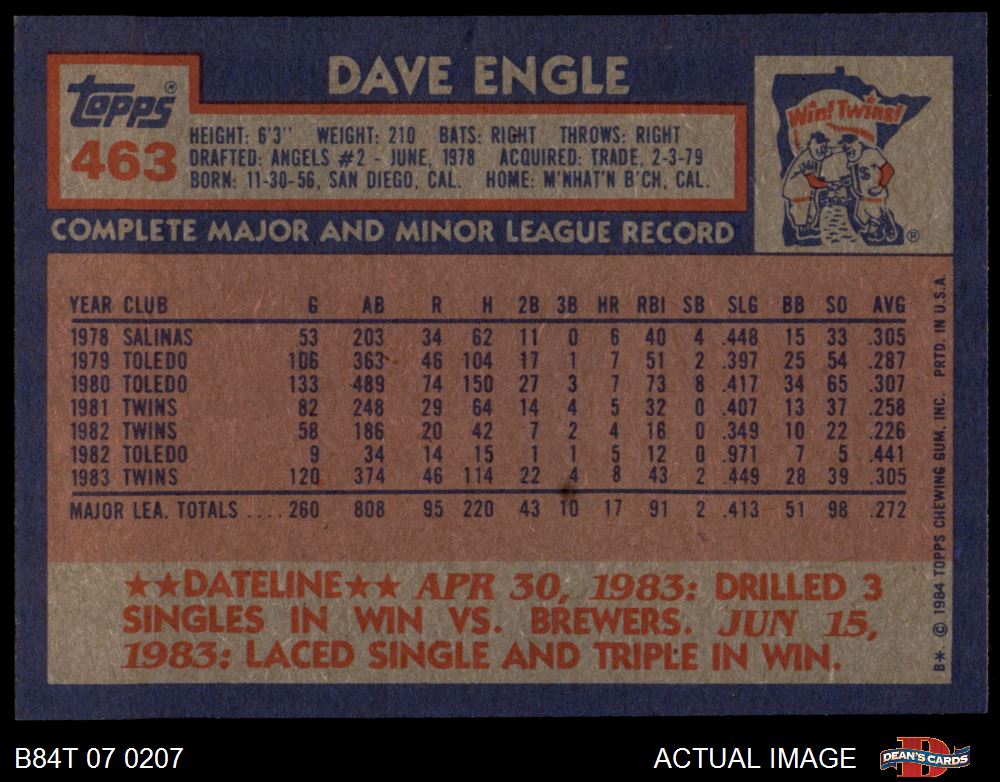 DAVE ENGLE
Topps®
463
HEIGHT: 6'3" WEIGHT: 210 BATS: RIGHT THROWS: RIGHT
DRAFTED: ANGELS #2 - JUNE, 1978 ACQUIRED: TRADE, 2-3-79
BORN: 11-30-56, SAN DIEGO, CAL. HOME: M'NHAT'N B'CH, CAL.
Win! Twins!
$
®
COMPLETE MAJOR AND MINOR LEAGUE RECORD
YEAR CLUB G AB R H 2B 3B HR RBI SB SLG BB SO AVG
1978 SALINAS 53 203 34 62 11 0 6 40 4 .448 15 33 .305
1979 TOLEDO 106 363 46 104 17 1 7 51 2 .397 25 54 .287
1980 TOLEDO 133 489 74 150 27 3 7 73 8 .417 34 65 .307
1981 TWINS 82 248 29 64 14 4 5 32 0 .407 13 37 .258
1982 TWINS 58 186 20 42 7 2 4 16 0 .349 10 22 .226
1982 TOLEDO 9 34 14 15 1 1 5 12 0 .971 7 5 .441
1983 TWINS 120 374 46 114 22 4 8 43 2 .449 28 39 .305
MAJOR LEA. TOTALS .... 260 808 95 220 43 10 17 91 2 .413 51 98 .272
★★DATELINE★★ APR 30, 1983: DRILLED 3
SINGLES IN WIN VS. BREWERS. JUN 15,
1983: LACED SINGLE AND TRIPLE IN WIN.
B*. © 1984 TOPPS CHEWING GUM, INC. PRTD. IN U.S.A.
B84T 07 0207
ACTUAL IMAGE
DEAN'S CARDS